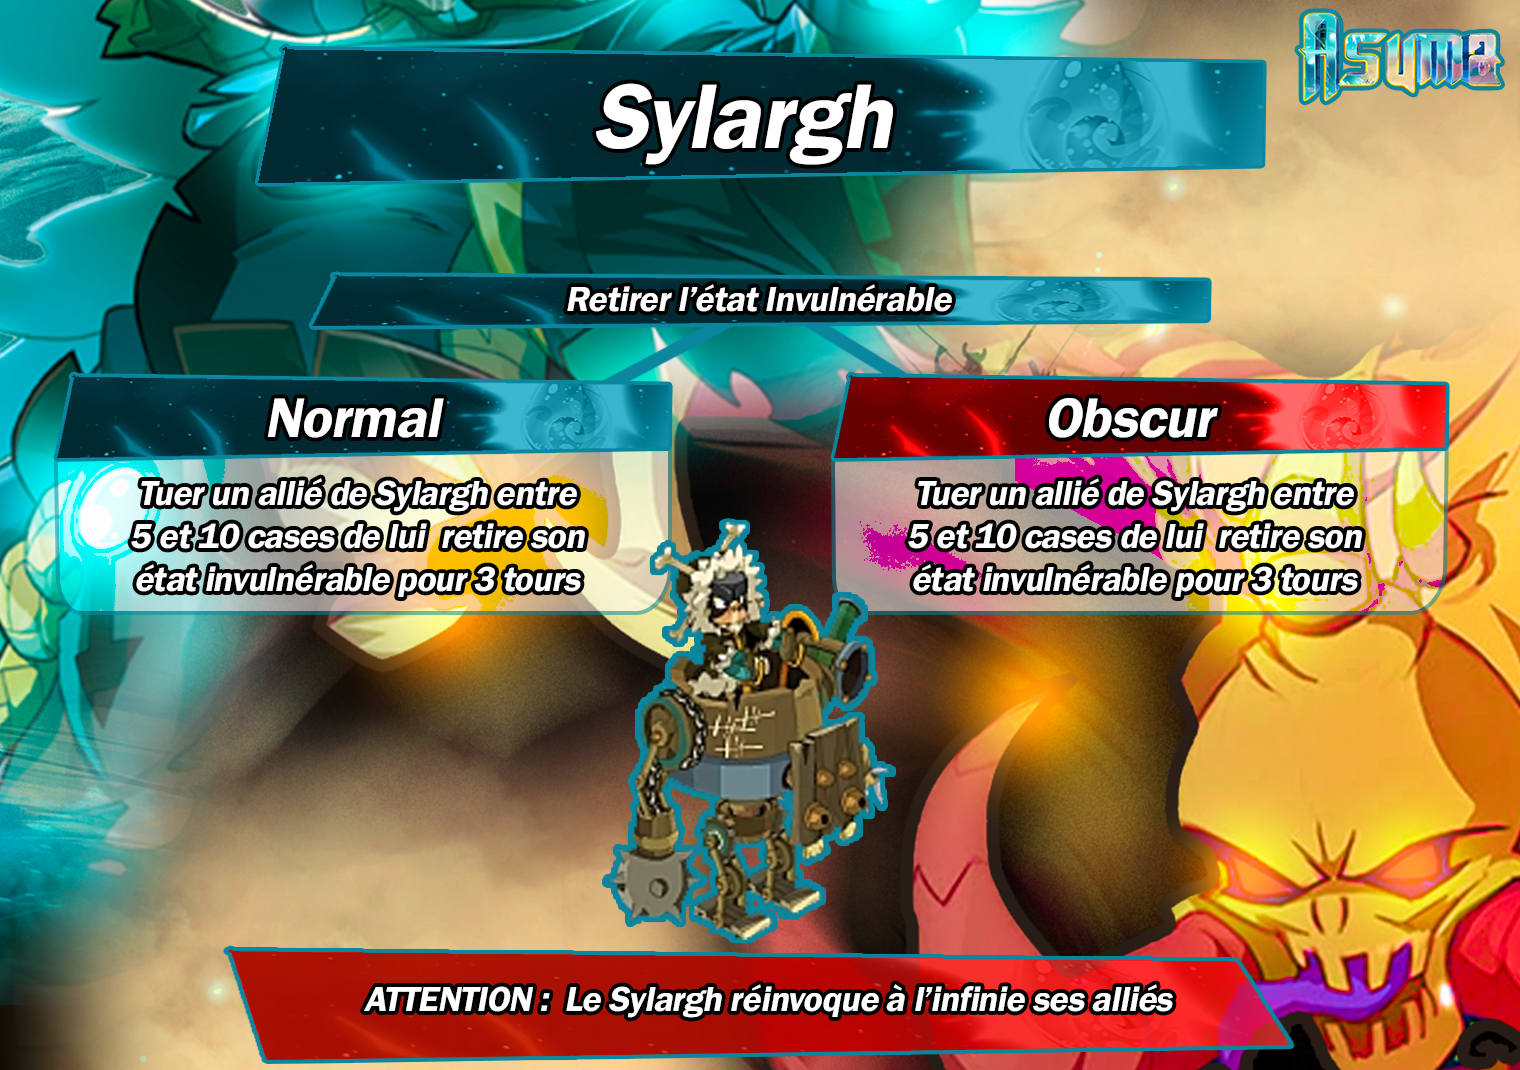 Asuma
Sylargh
Retirer l'état Invulnérable
Normal
Tuer un allié de Sylargh entre
5 et 10 cases de lui  retire son
état invulnérable pour 3 tours
Obscur
Tuer un allié de Sylargh entre
5 et 10 cases de lui  retire son
état invulnérable pour 3 tours
ATTENTION :  Le Sylargh réinvoque à l'infinie ses alliés